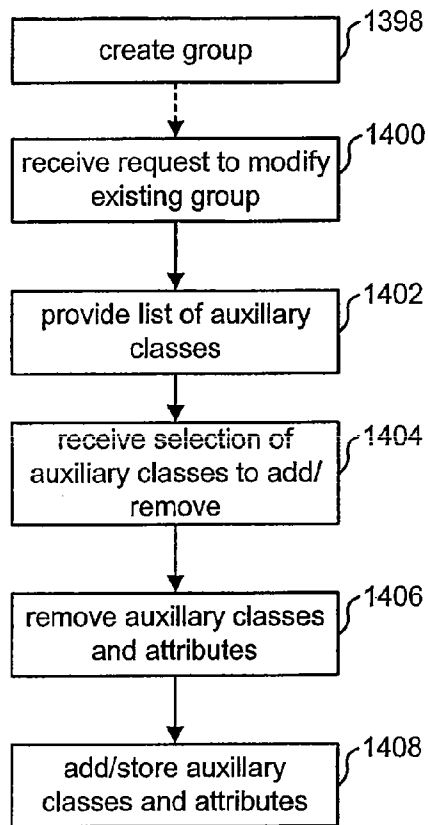 create group
1398
receive request to modify
existing group
1400
provide list of auxillary
classes
1402
receive selection of
auxiliary classes to add/
remove
1404
remove auxillary classes
and attributes
1406
add/store auxillary
classes and attributes
1408